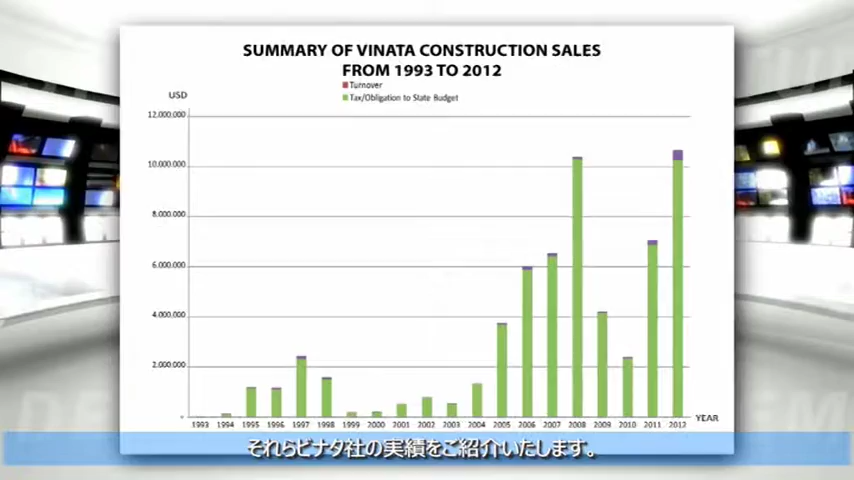 SUMMARY OF VINATA CONSTRUCTION SALES
FROM 1993 TO 2012
Turnover
Tax/Obligation to State Budget
USD
12.000.000
10.000.000
8.000.000
6.000.000
4.000.000
2.000.000
-
1993 1994 1995 1996 1997 1998 1999 2000 2001 2002 2003 2004 2005 2006 2007 2008 2009 2010 2011 2012
YEAR
それらビナタ社の実績をご紹介いたします。